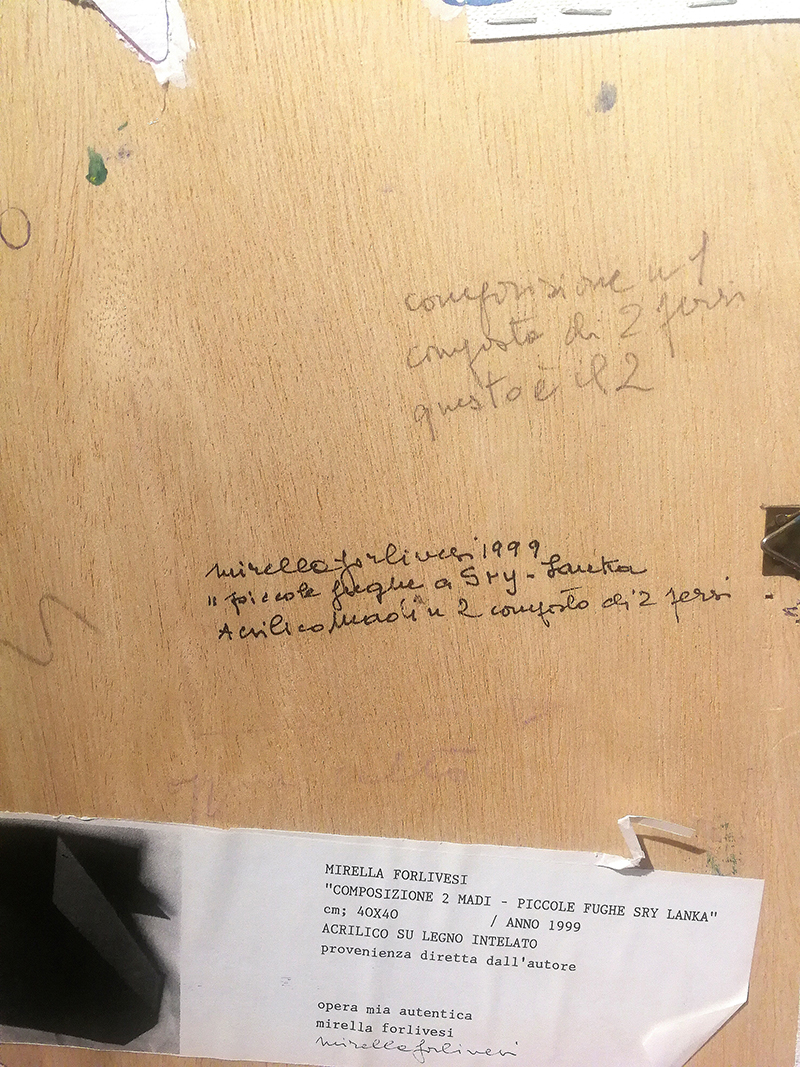 composizione n 1
composta di 2 pezzi
questo è il 2
mirella forlivesi 1999
"piccole fughe a Sry-Lanka
Acrilico Madi n 2 composto di 2 pezzi -
MIRELLA FORLIVESI
"COMPOSIZIONE 2 MADI - PICCOLE FUGHE SRY LANKA"
cm; 40X40 / ANNO 1999
ACRILICO SU LEGNO INTELATO
provenienza diretta dall'autore
opera mia autentica
mirella forlivesi
mirella forlivesi